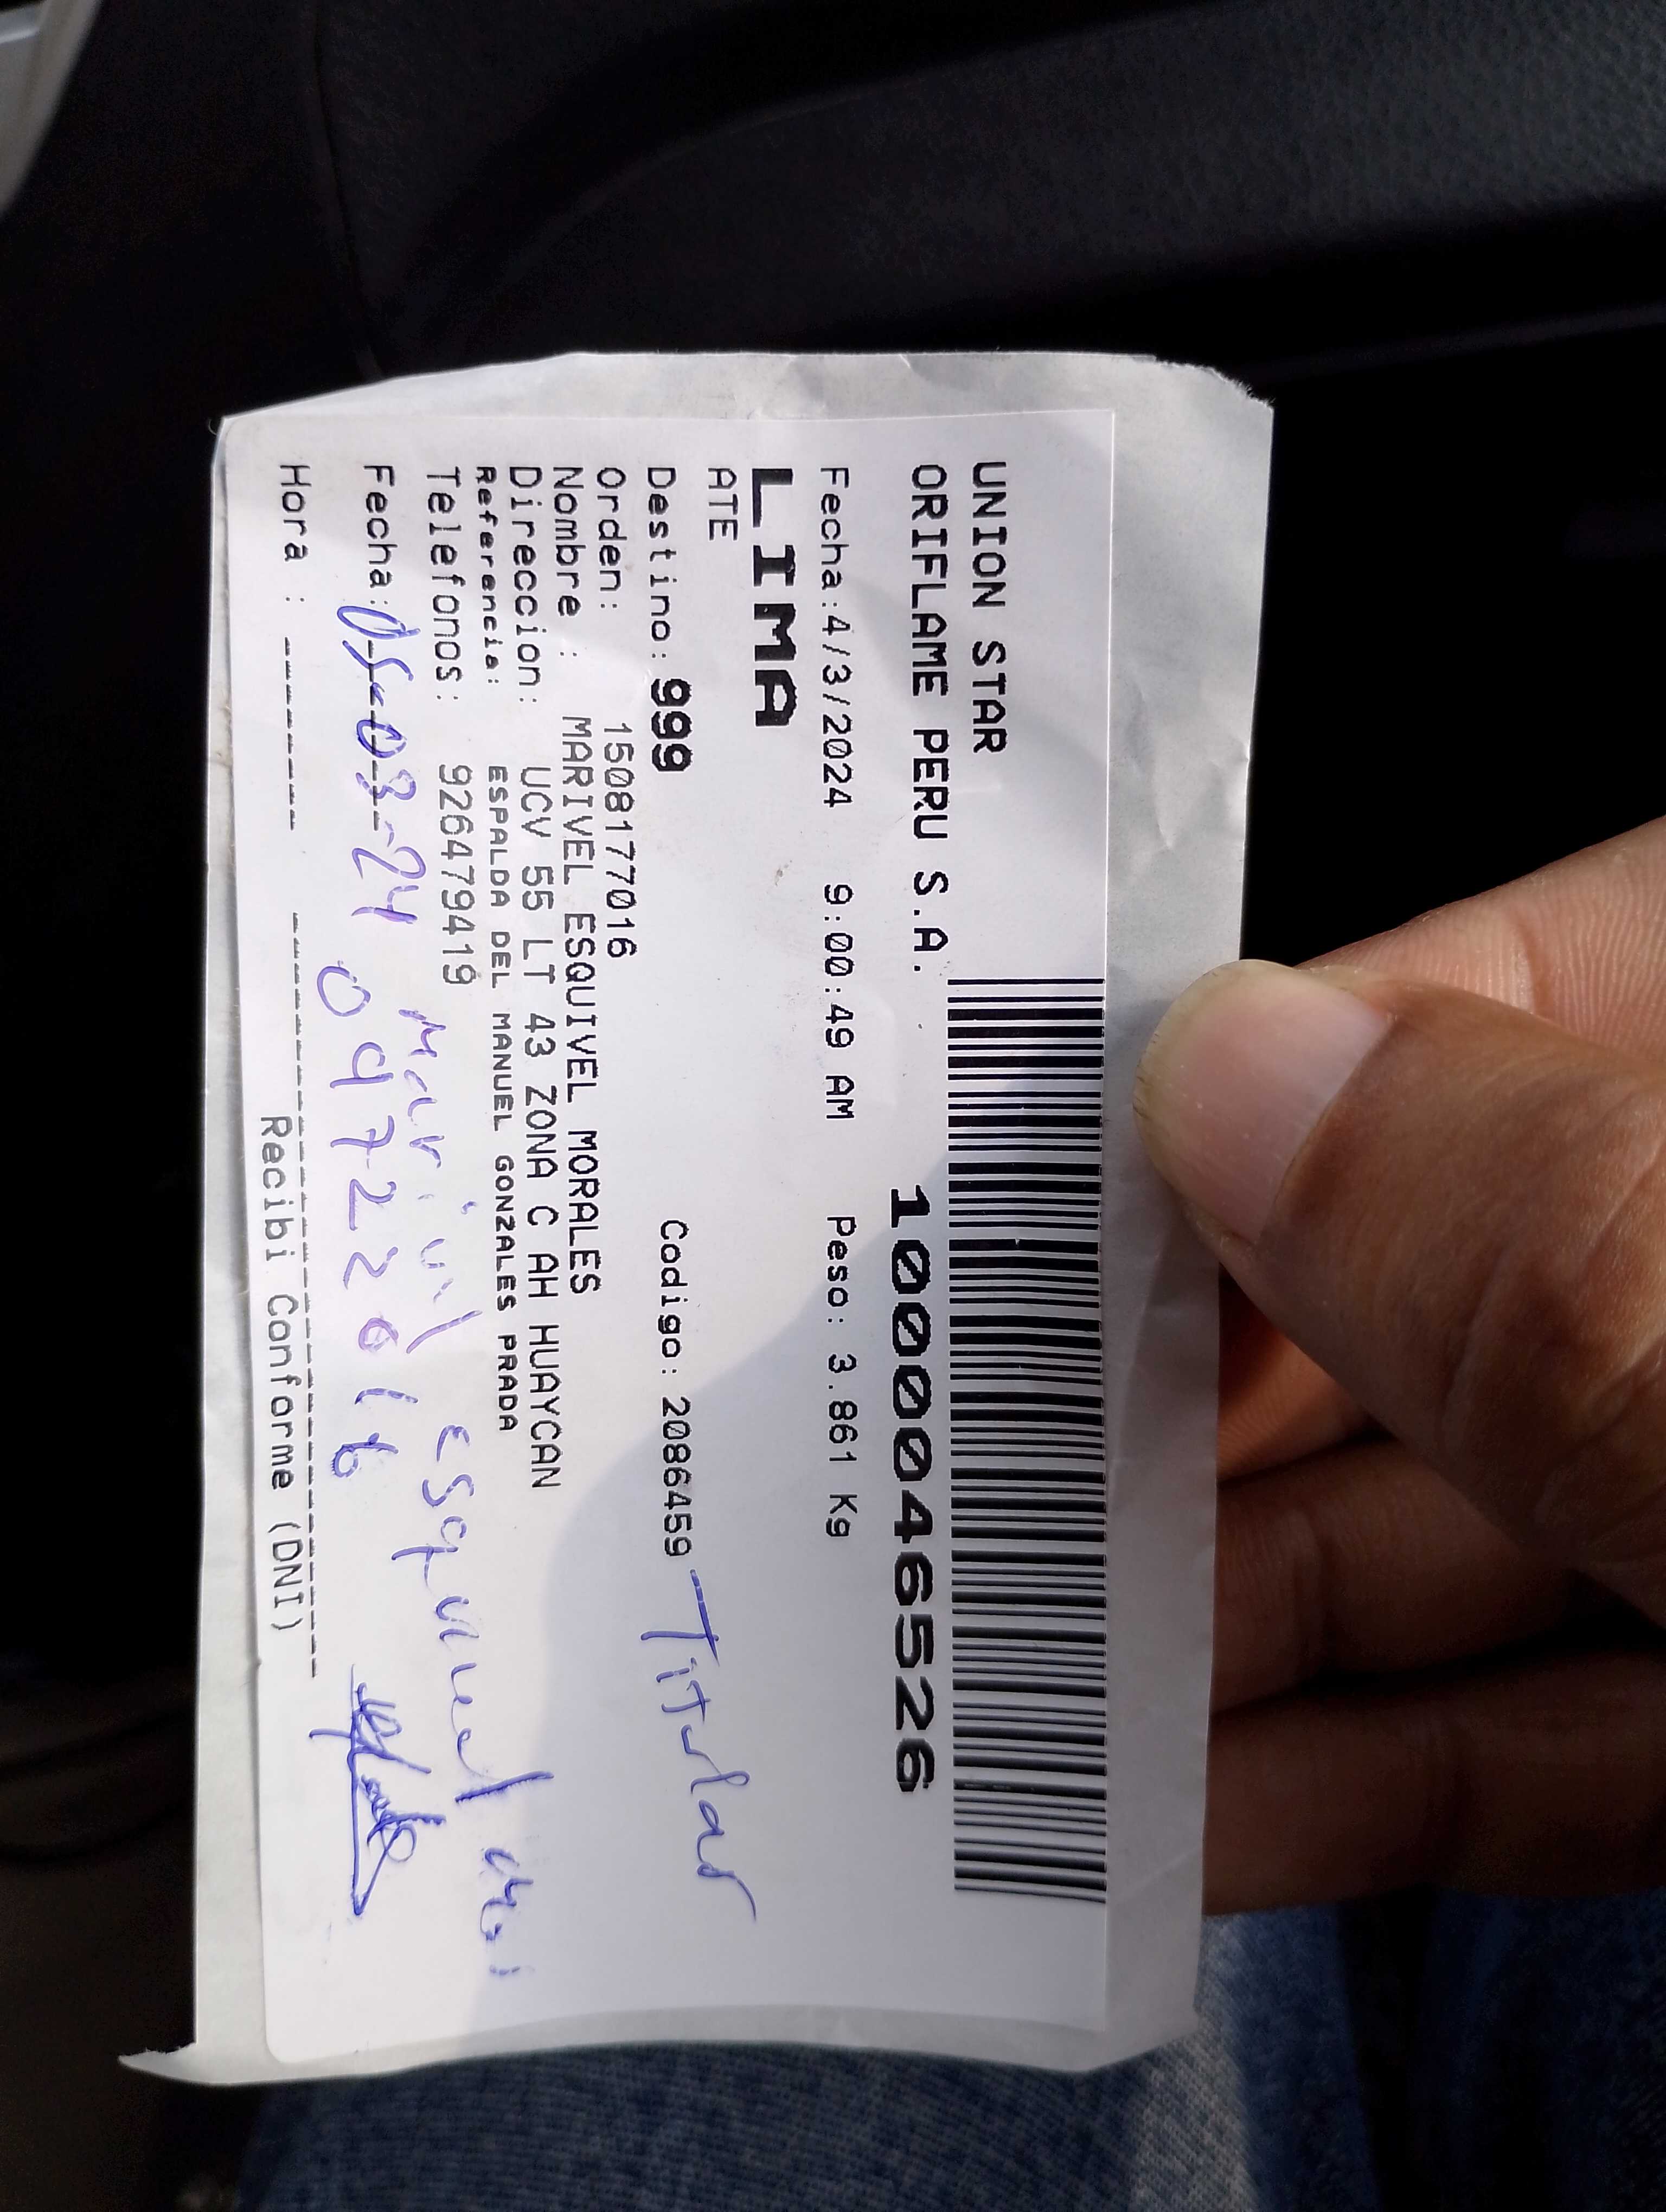 UNION STAR
ORIFLAME PERU S.A.
1000046526
Fecha:4/3/2024 9:00:49 AM Peso: 3.861 Kg
LIMA
ATE
Destino: 999 Codigo: 2086459 Titular
Orden: 1508177016
Nombre : MARIVEL ESQUIVEL MORALES
Direccion: UCV 55 LT 43 ZONA C AH HUAYCAN
Referencia: ESPALDA DEL MANUEL GONZALES PRADA
Telefonos: 926479419
Marivel Esquivel
Fecha: 05-03-24
Hora :
Recibi Conforme (DNI)